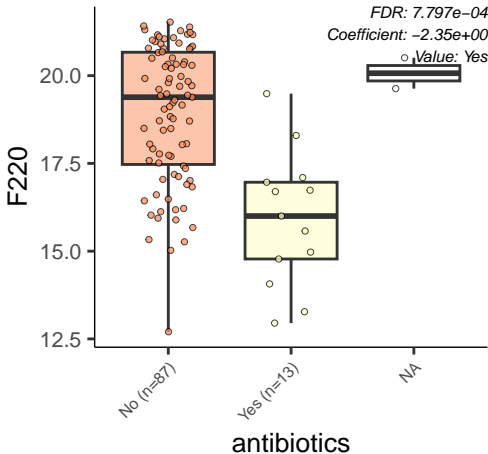 FDR: 7.797e−04
Coefficient: −2.35e+00
Value: Yes
20.0
17.5
15.0
12.5
F220
No (n=87)
Yes (n=13)
NA
antibiotics